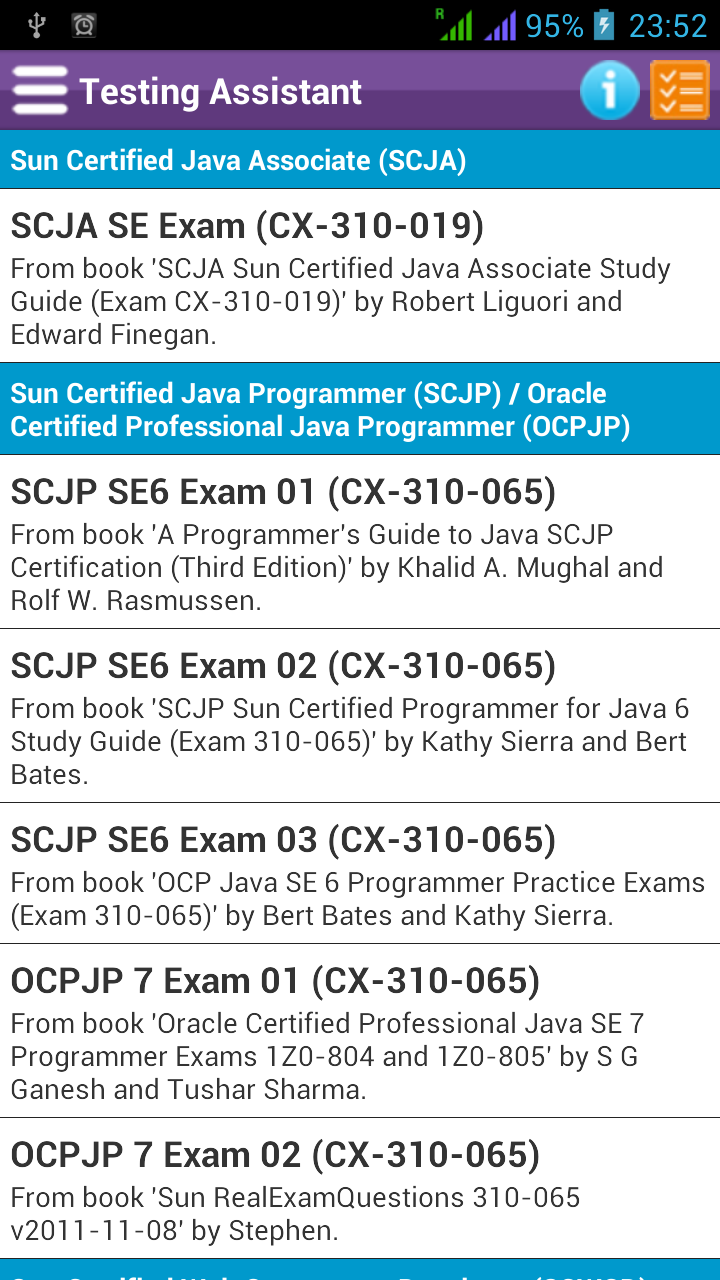 R
95%
23:52
Testing Assistant
Sun Certified Java Associate (SCJA)
SCJA SE Exam (CX-310-019)
From book 'SCJA Sun Certified Java Associate Study
Guide (Exam CX-310-019)' by Robert Liguori and
Edward Finegan.
Sun Certified Java Programmer (SCJP) / Oracle
Certified Professional Java Programmer (OCPJP)
SCJP SE6 Exam 01 (CX-310-065)
From book 'A Programmer's Guide to Java SCJP
Certification (Third Edition)' by Khalid A. Mughal and
Rolf W. Rasmussen.
SCJP SE6 Exam 02 (CX-310-065)
From book 'SCJP Sun Certified Programmer for Java 6
Study Guide (Exam 310-065)' by Kathy Sierra and Bert
Bates.
SCJP SE6 Exam 03 (CX-310-065)
From book 'OCP Java SE 6 Programmer Practice Exams
(Exam 310-065)' by Bert Bates and Kathy Sierra.
OCPJP 7 Exam 01 (CX-310-065)
From book 'Oracle Certified Professional Java SE 7
Programmer Exams 1Z0-804 and 1Z0-805' by S G
Ganesh and Tushar Sharma.
OCPJP 7 Exam 02 (CX-310-065)
From book 'Sun RealExamQuestions 310-065
v2011-11-08' by Stephen.